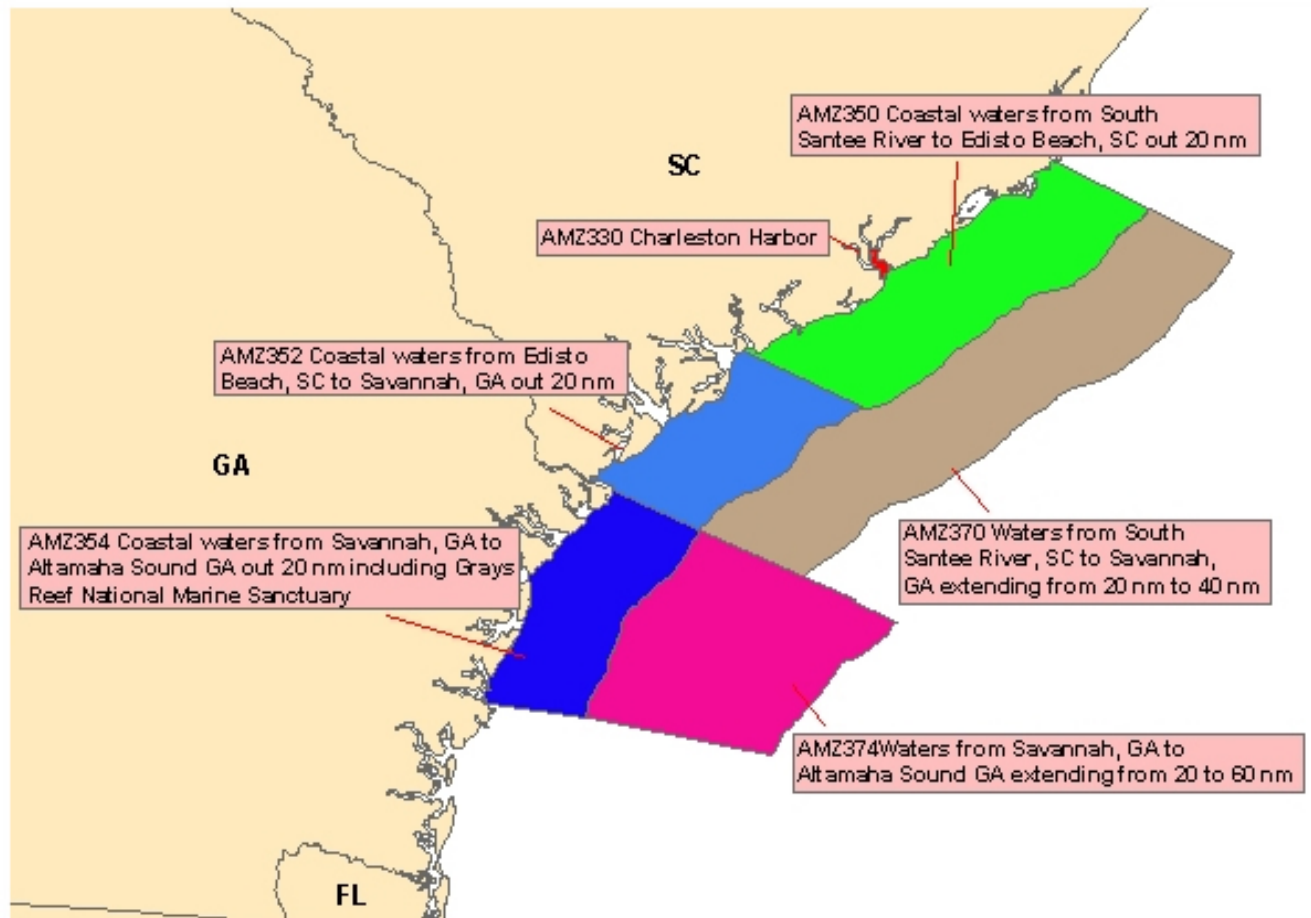 AMZ350 Coastal waters from South
Santee River to Edisto Beach, SC out 20 nm
SC
AMZ330 Charleston Harbor
AMZ352 Coastal waters from Edisto
Beach, SC to Savannah, GA out 20 nm
GA
AMZ354 Coastal waters from Savannah, GA to
Altamaha Sound GA out 20 nm including Grays
Reef National Marine Sanctuary
AMZ370 Waters from South
Santee River, SC to Savannah,
GA extending from 20 nm to 40 nm
AMZ374Waters from Savannah, GA to
Altamaha Sound GA extending from 20 to 60 nm
FL